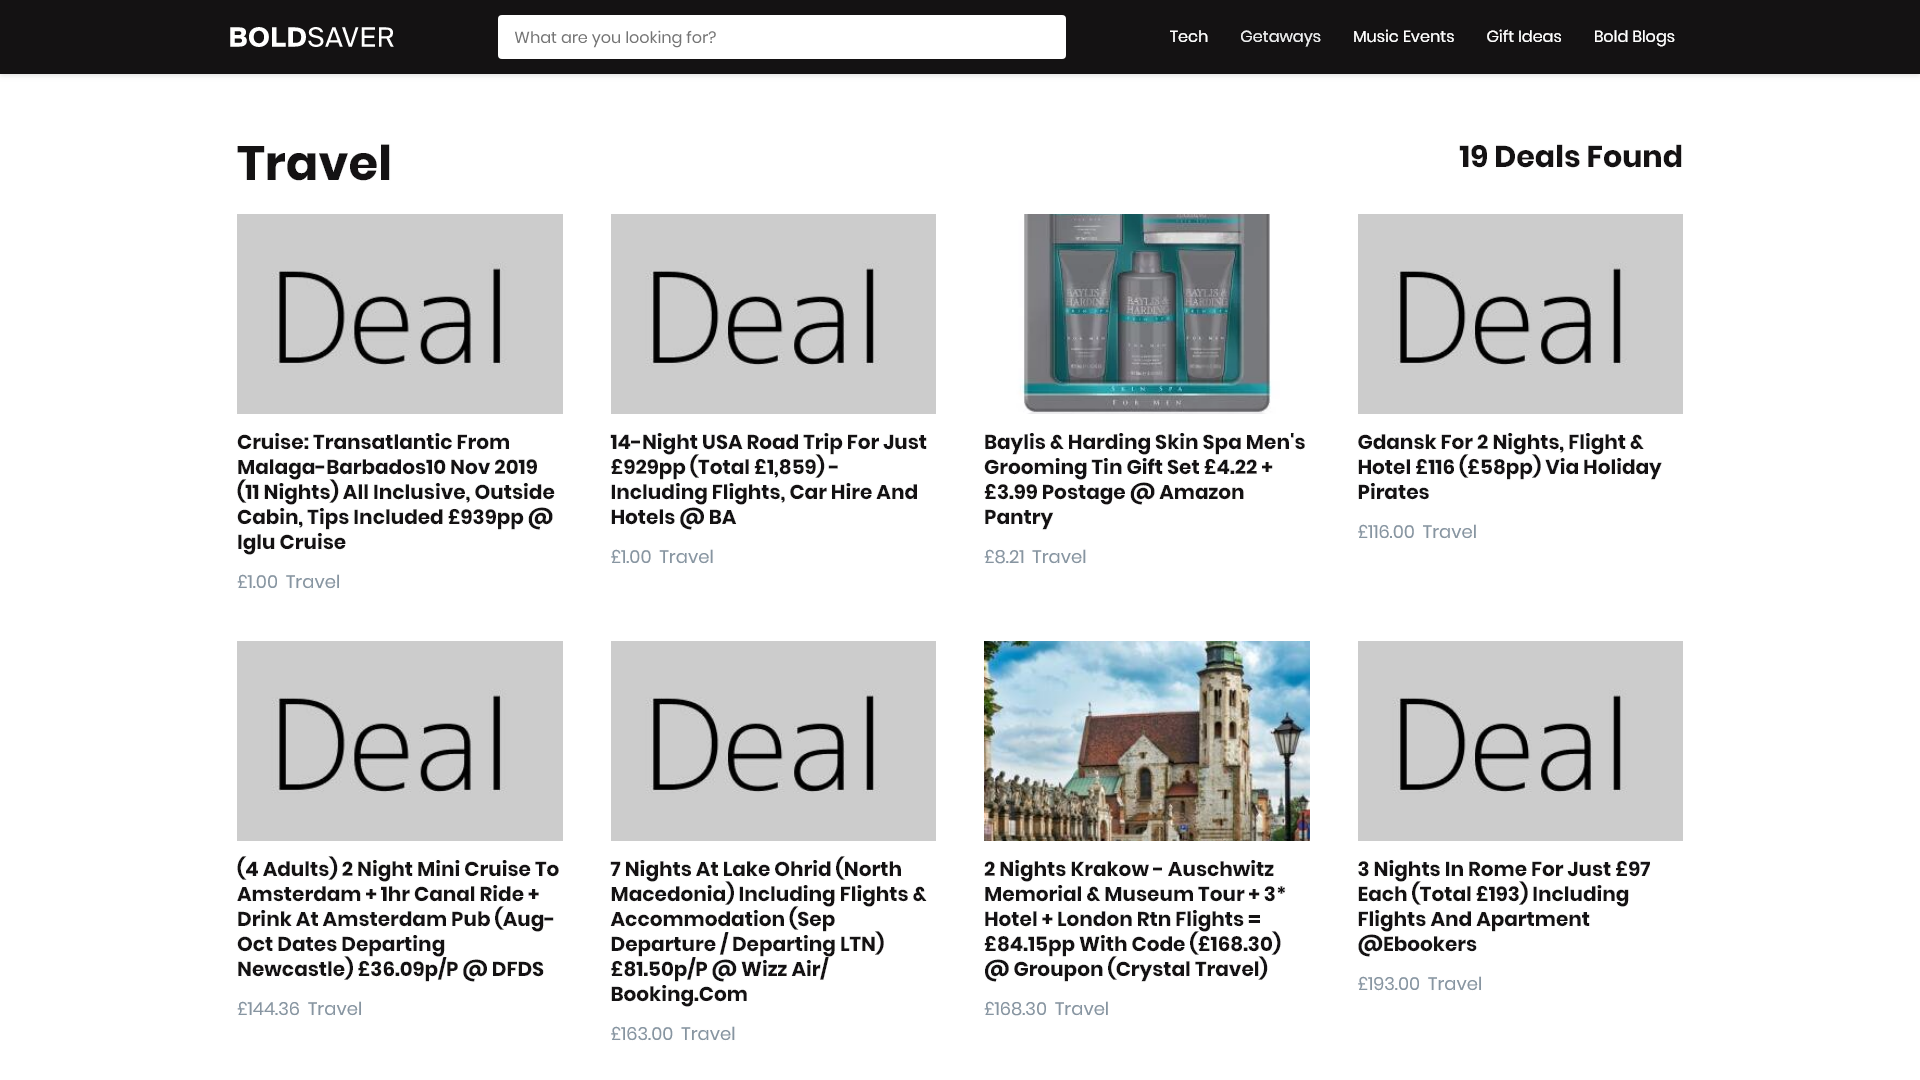 BOLDSAVER
What are you looking for?
Tech
Getaways
Music Events
Gift Ideas
Bold Blogs
Travel
19 Deals Found
Deal
Cruise: Transatlantic From
Malaga-Barbados10 Nov 2019
(11 Nights) All Inclusive, Outside
Cabin, Tips Included £939pp @
Iglu Cruise
£1.00 Travel
Deal
14-Night USA Road Trip For Just
£929pp (Total £1,859) -
Including Flights, Car Hire And
Hotels @ BA
£1.00 Travel
BAYLIS &
HARDING
BAYLIS &
HARDING
BAYLIS &
HARDING
SKIN SPA
FOR MEN
Baylis & Harding Skin Spa Men's
Grooming Tin Gift Set £4.22 +
£3.99 Postage @ Amazon
Pantry
£8.21 Travel
Deal
Gdansk For 2 Nights, Flight &
Hotel £116 (£58pp) Via Holiday
Pirates
£116.00 Travel
Deal
(4 Adults) 2 Night Mini Cruise To
Amsterdam + 1hr Canal Ride +
Drink At Amsterdam Pub (Aug-
Oct Dates Departing
Newcastle) £36.09p/P @ DFDS
£144.36 Travel
Deal
7 Nights At Lake Ohrid (North
Macedonia) Including Flights &
Accommodation (Sep
Departure / Departing LTN)
£81.50p/P @ Wizz Air/
Booking.Com
£163.00 Travel
2 Nights Krakow - Auschwitz
Memorial & Museum Tour + 3*
Hotel + London Rtn Flights =
£84.15pp With Code (£168.30)
@ Groupon (Crystal Travel)
£168.30 Travel
Deal
3 Nights In Rome For Just £97
Each (Total £193) Including
Flights And Apartment
@Ebookers
£193.00 Travel